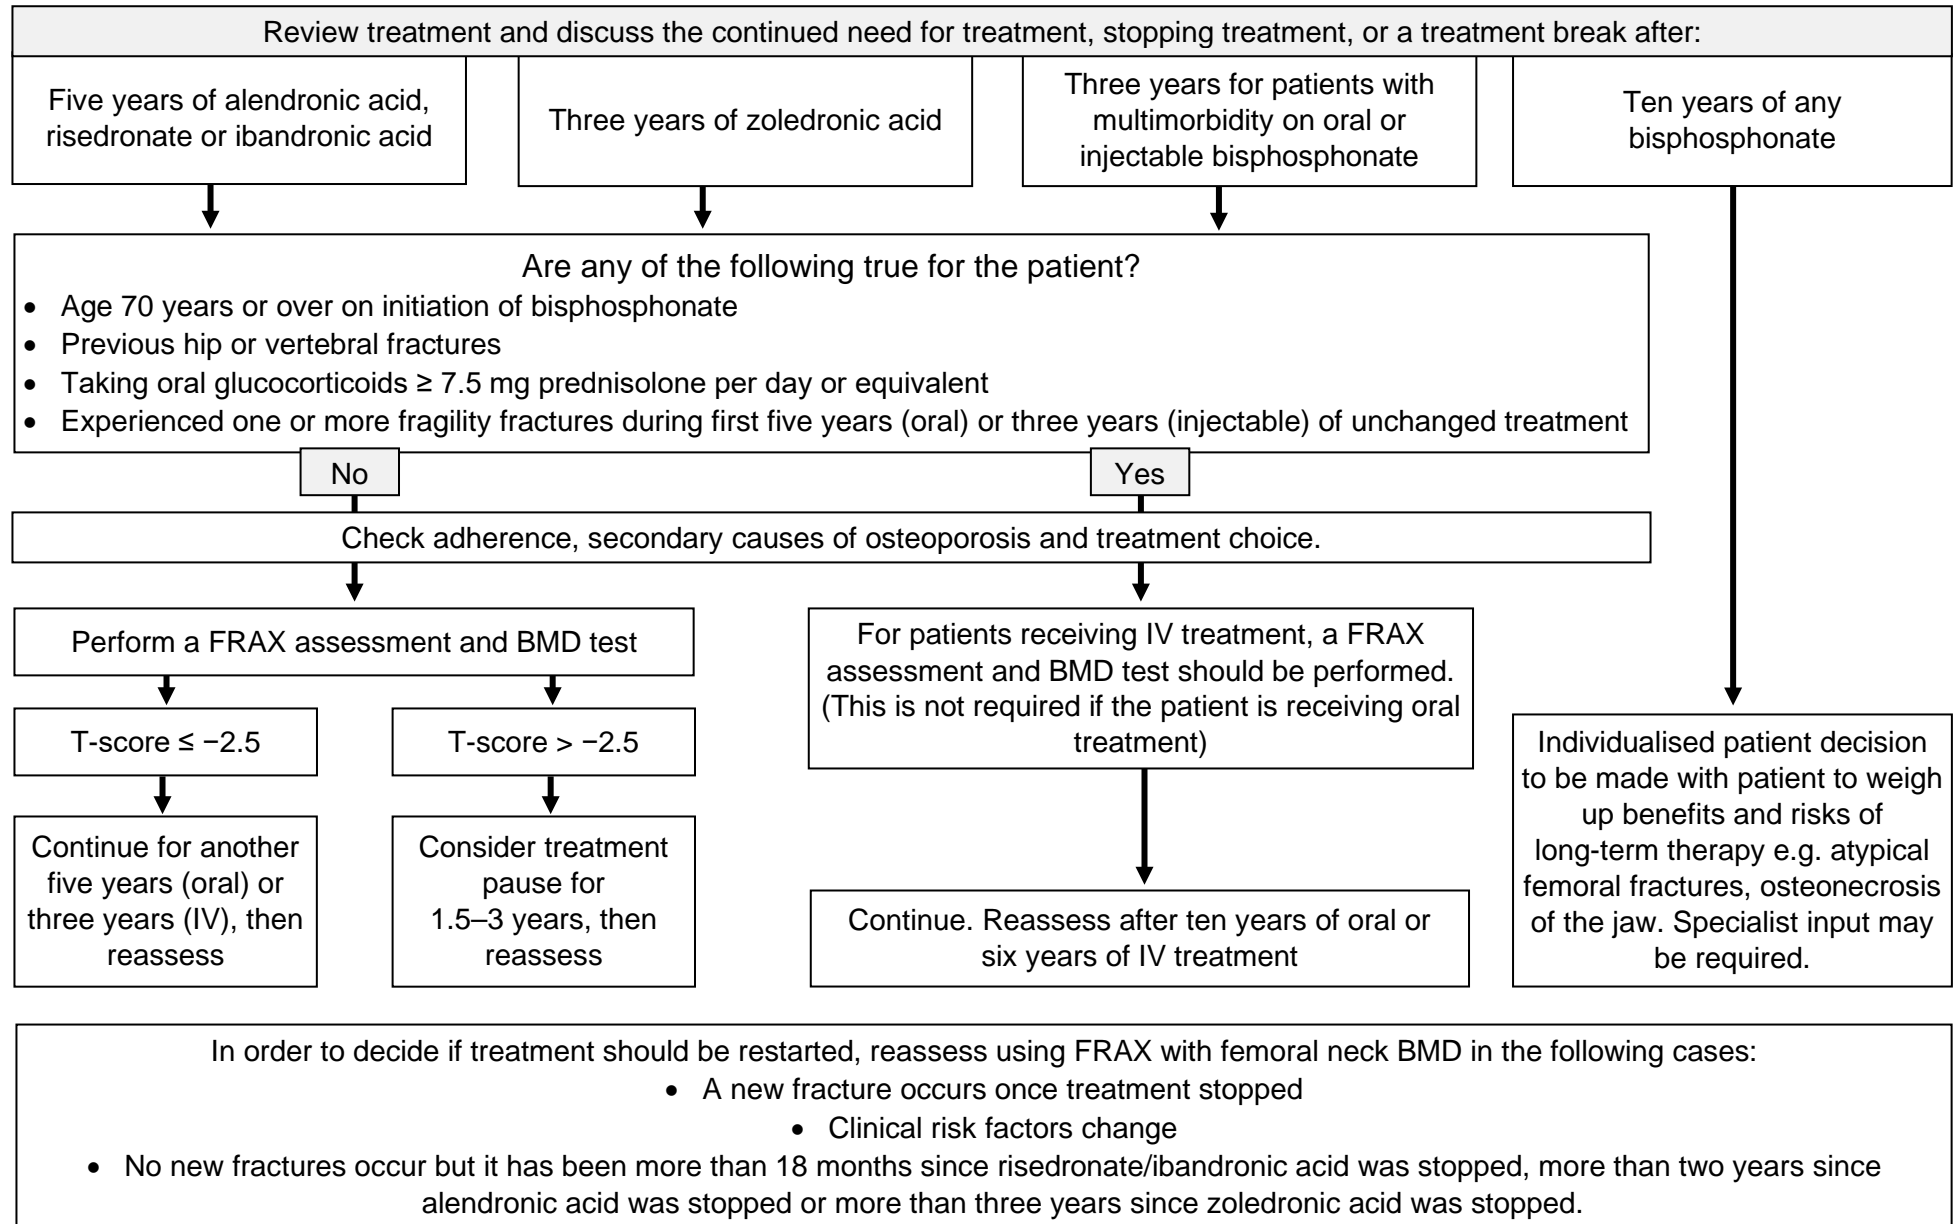 Review treatment and discuss the continued need for treatment, stopping treatment, or a treatment break after:
Five years of alendronic acid,
risedronate or ibandronic acid
Three years of zoledronic acid
Three years for patients with
multimorbidity on oral or
injectable bisphosphonate
Ten years of any
bisphosphonate
Are any of the following true for the patient?
• Age 70 years or over on initiation of bisphosphonate
• Previous hip or vertebral fractures
• Taking oral glucocorticoids ≥ 7.5 mg prednisolone per day or equivalent
• Experienced one or more fragility fractures during first five years (oral) or three years (injectable) of unchanged treatment
No
Yes
Check adherence, secondary causes of osteoporosis and treatment choice.
Perform a FRAX assessment and BMD test
T-score ≤ −2.5
T-score > −2.5
Continue for another
five years (oral) or
three years (IV), then
reassess
Consider treatment
pause for
1.5–3 years, then
reassess
For patients receiving IV treatment, a FRAX
assessment and BMD test should be performed.
(This is not required if the patient is receiving oral
treatment)
Continue. Reassess after ten years of oral or
six years of IV treatment
Individualised patient decision
to be made with patient to weigh
up benefits and risks of
long-term therapy e.g. atypical
femoral fractures, osteonecrosis
of the jaw. Specialist input may
be required.
In order to decide if treatment should be restarted, reassess using FRAX with femoral neck BMD in the following cases:
• A new fracture occurs once treatment stopped
• Clinical risk factors change
• No new fractures occur but it has been more than 18 months since risedronate/ibandronic acid was stopped, more than two years since
alendronic acid was stopped or more than three years since zoledronic acid was stopped.